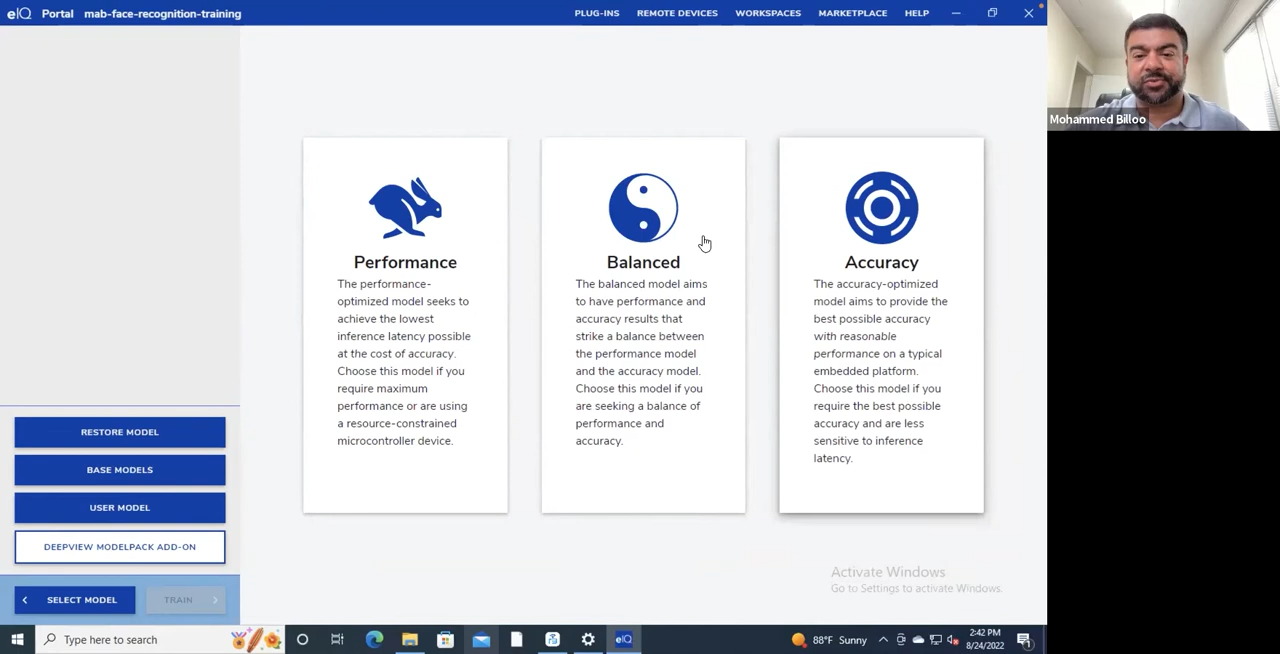 eIQ Portal mab-face-recognition-training PLUG-INS REMOTE DEVICES WORKSPACES MARKETPLACE HELP
Mohammed Billoo
Performance
The performance-
optimized model seeks to
achieve the lowest
inference latency possible
at the cost of accuracy.
Choose this model if you
require maximum
performance or are using
a resource-constrained
microcontroller device.
Balanced
The balanced model aims
to have performance and
accuracy results that
strike a balance between
the performance model
and the accuracy model.
Choose this model if you
are seeking a balance of
performance and
accuracy.
Accuracy
The accuracy-optimized
model aims to provide the
best possible accuracy
with reasonable
performance on a typical
embedded platform.
Choose this model if you
require the best possible
accuracy and are less
sensitive to inference
latency.
RESTORE MODEL
BASE MODELS
USER MODEL
DEEPVIEW MODELPACK ADD-ON
SELECT MODEL TRAIN
Activate Windows
Go to Settings to activate Windows.
Type here to search eIQ 88°F Sunny 2:42 PM
8/24/2022 1